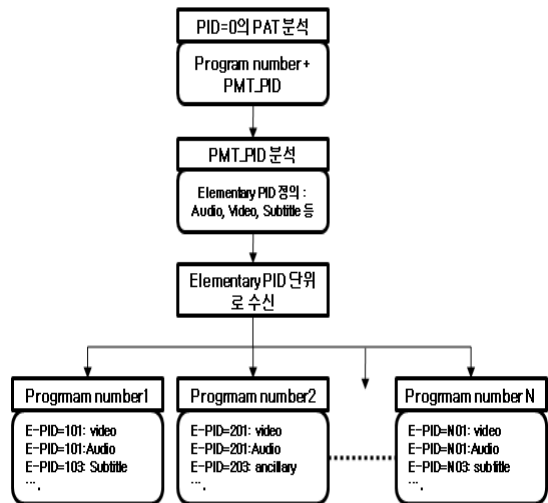 PID=0의 PAT 분석
Program number +
PMT_PID
PMT_PID 분석
Elementary PID 정의 :
Audio, Video, Subtitle 등
Elementary PID 단위
로 수신
Progrmam number1
E-PID=101: video
E-PID=101:Audio
E-PID=103: Subtitle
….
Progrmam number2
E-PID=201: video
E-PID=201:Audio
E-PID=203: ancillary
….
Progrmam number N
E-PID=N01: video
E-PID=N01:Audio
E-PID=N03: subtitle
….